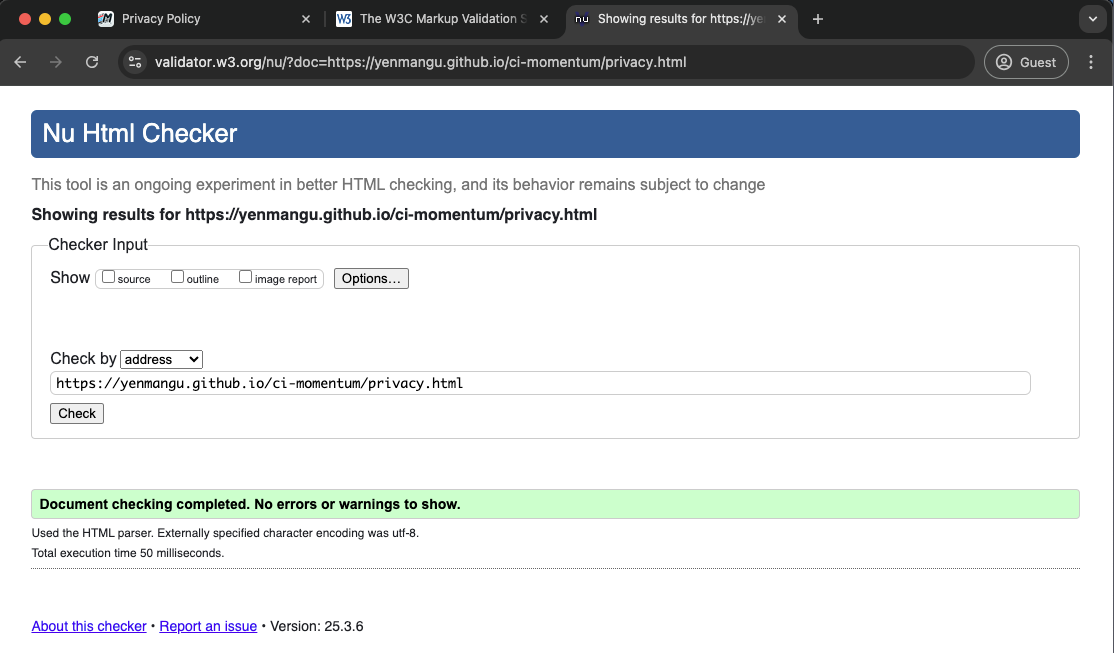 Privacy Policy
The W3C Markup Validation S
nu Showing results for https://ye
validator.w3.org/nu/?doc=https://yenmangu.github.io/ci-momentum/privacy.html
Guest
Nu Html Checker
This tool is an ongoing experiment in better HTML checking, and its behavior remains subject to change
Showing results for https://yenmangu.github.io/ci-momentum/privacy.html
Checker Input
Show source outline image report Options...
Check by address
https://yenmangu.github.io/ci-momentum/privacy.html
Check
Document checking completed. No errors or warnings to show.
Used the HTML parser. Externally specified character encoding was utf-8.
Total execution time 50 milliseconds.
About this checker • Report an issue • Version: 25.3.6